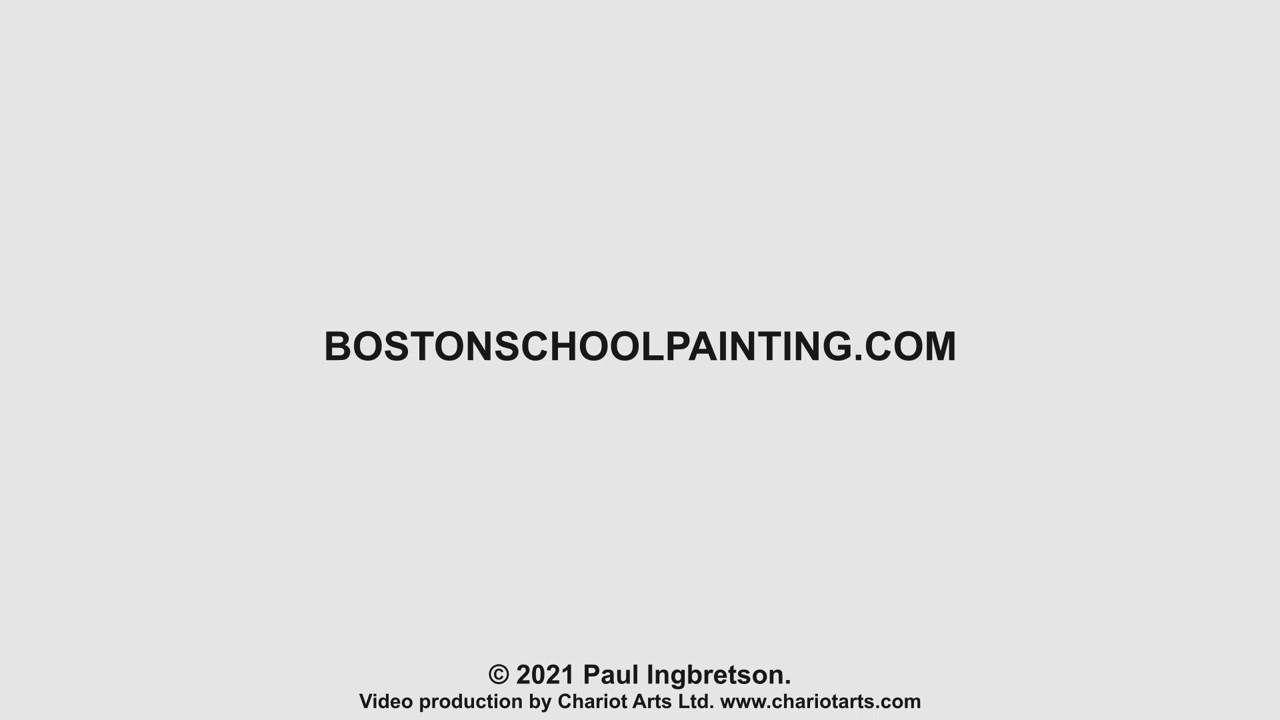 BOSTONSCHOOLPAINTING.COM
© 2021 Paul Ingbretson.
Video production by Chariot Arts Ltd. www.chariotarts.com